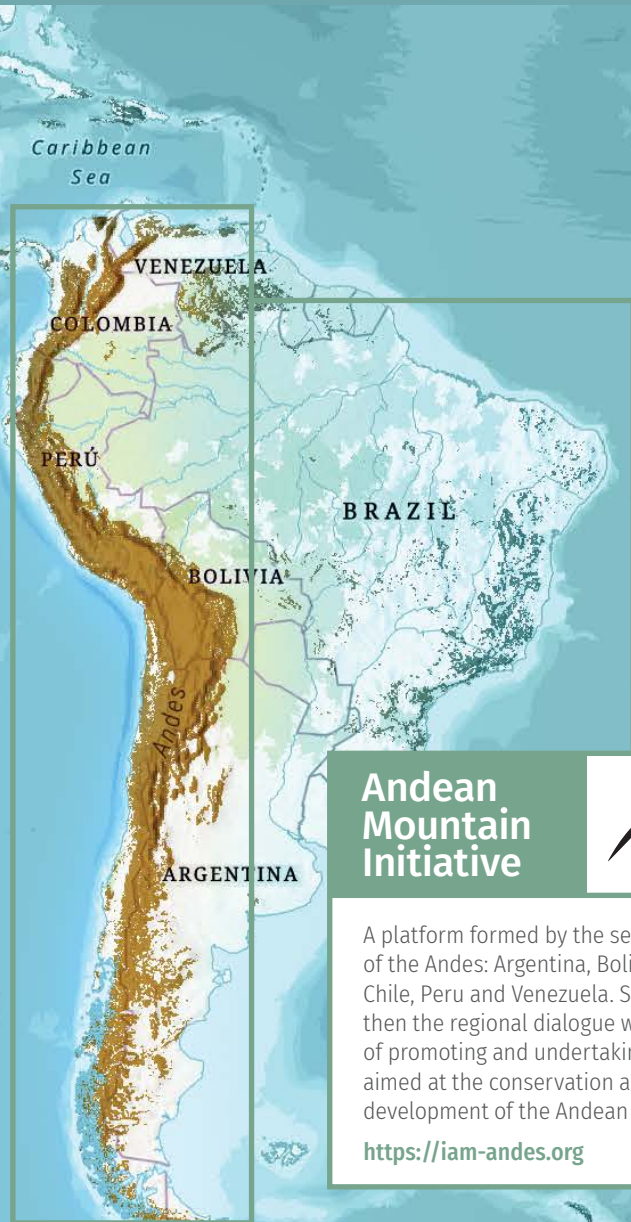 Caribbean
Sea
VENEZUELA
COLOMBIA
PERÚ
BRAZIL
BOLIVIA
Andes
ARGENTINA
Andean
Mountain
Initiative
A platform formed by the se
of the Andes: Argentina, Boli
Chile, Peru and Venezuela. S
then the regional dialogue w
of promoting and undertakin
aimed at the conservation a
development of the Andean
https://iam-andes.org